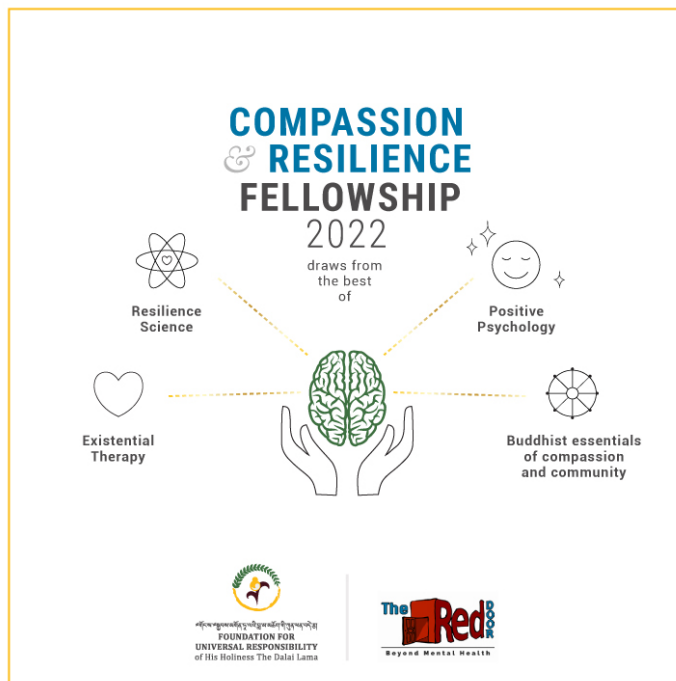 COMPASSION
& RESILIENCE
FELLOWSHIP
2022
draws from
the best
of
Resilience
Science
Positive
Psychology
Existential
Therapy
Buddhist essentials
of compassion
and community
FOUNDATION FOR
UNIVERSAL RESPONSIBILITY
of His Holiness The Dalai Lama
The Red DOOR
Beyond Mental Health